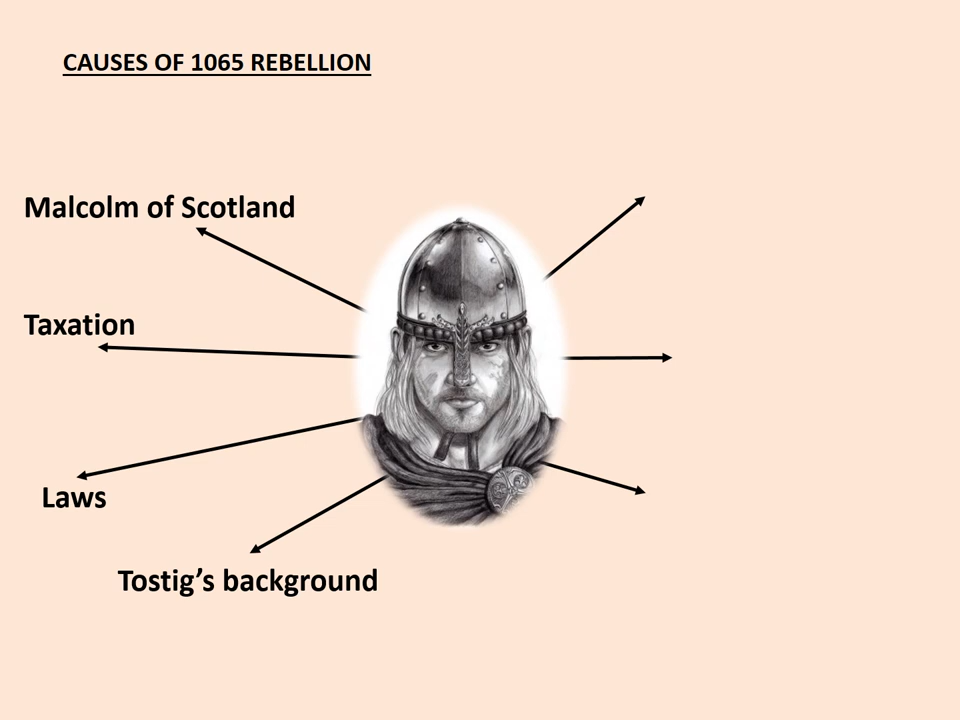 CAUSES OF 1065 REBELLION
Malcolm of Scotland
Taxation
Laws
Tostig’s background